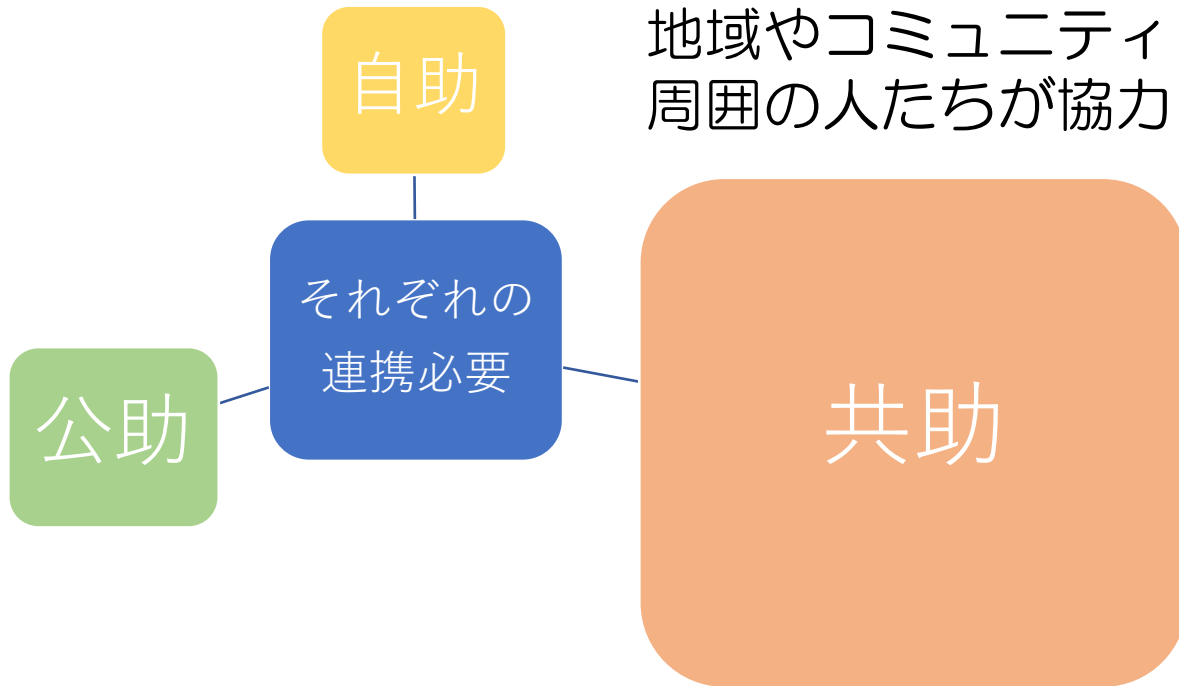 自助
地域やコミュニティ
周囲の人たちが協力
それぞれの
連携必要
公助
共助